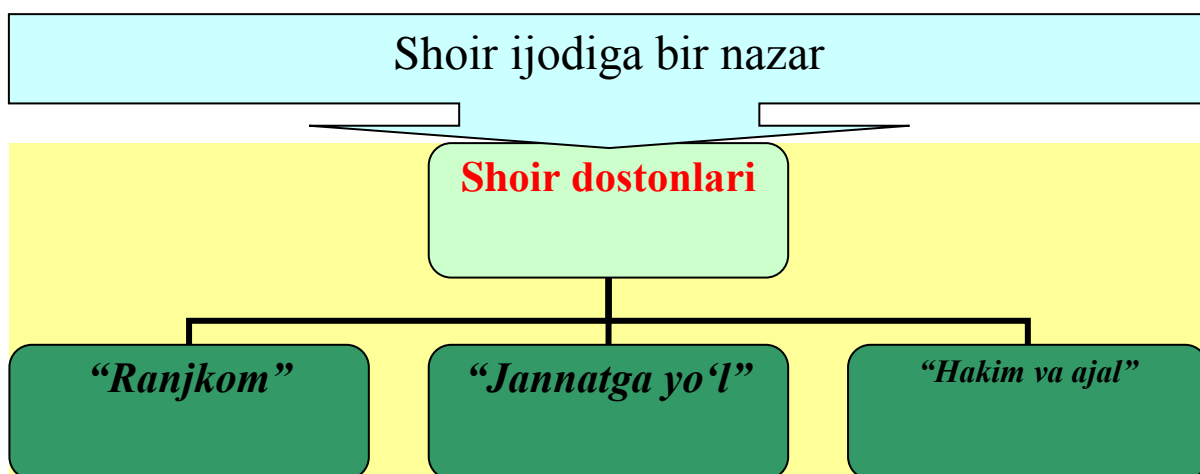 Shoir ijodiga bir nazar
Shoir dostonlari
“Ranjkom”
“Jannatga yo‘l”
“Hakim va ajal”